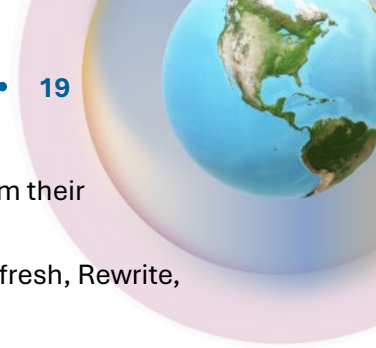 • 19
m their
fresh, Rewrite,